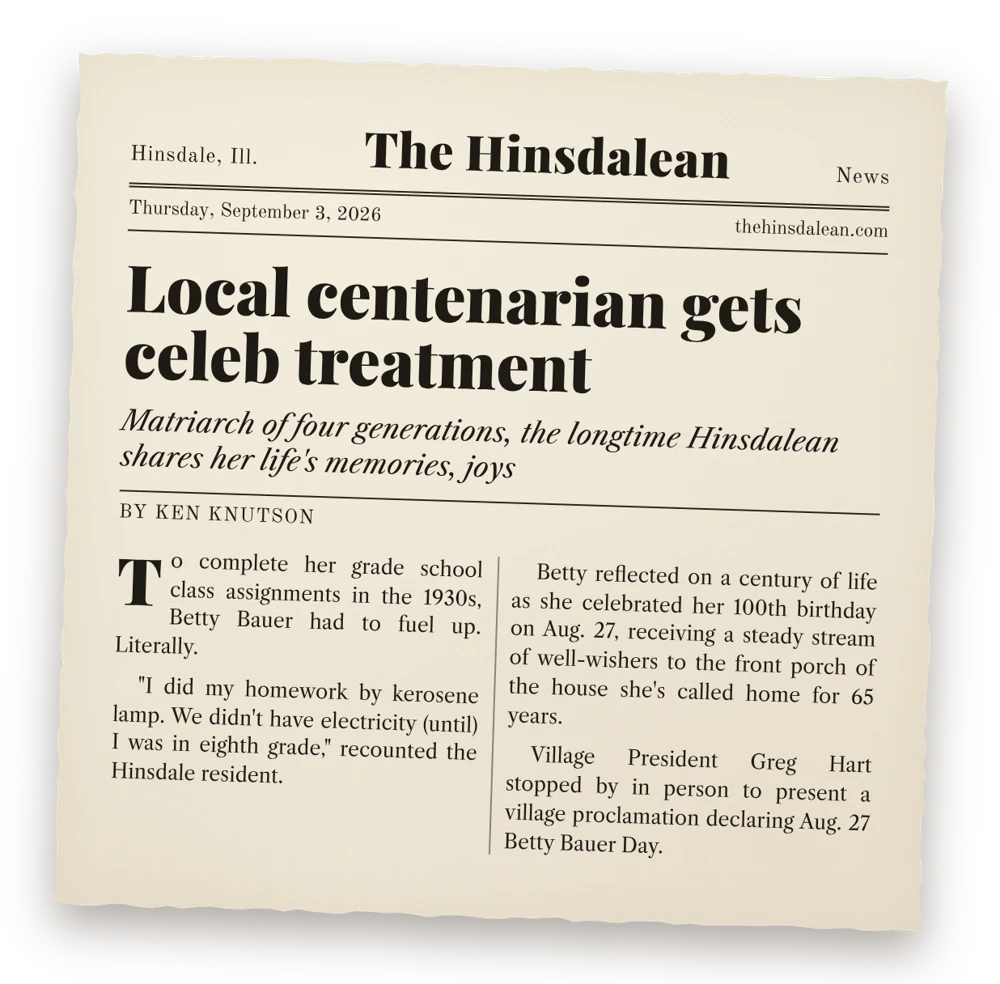 Hinsdale, Ill.
The Hinsdalean
News
Thursday, September 3, 2026
thehinsdalean.com
Local centenarian gets
celeb treatment
Matriarch of four generations, the longtime Hinsdalean
shares her life's memories, joys
BY KEN KNUTSON
To complete her grade school
class assignments in the 1930s,
Betty Bauer had to fuel up.
Literally.
"I did my homework by kerosene
lamp. We didn't have electricity (until)
I was in eighth grade," recounted the
Hinsdale resident.
Betty reflected on a century of life
as she celebrated her 100th birthday
on Aug. 27, receiving a steady stream
of well-wishers to the front porch of
the house she's called home for 65
years.
Village President Greg Hart
stopped by in person to present a
village proclamation declaring Aug. 27
Betty Bauer Day.